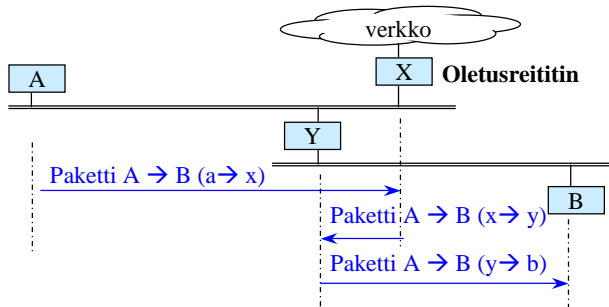 verkko
A
X Oletusreititin
Y
Paketti A → B (a→ x)
B
Paketti A → B (x→ y)
Paketti A → B (y→ b)